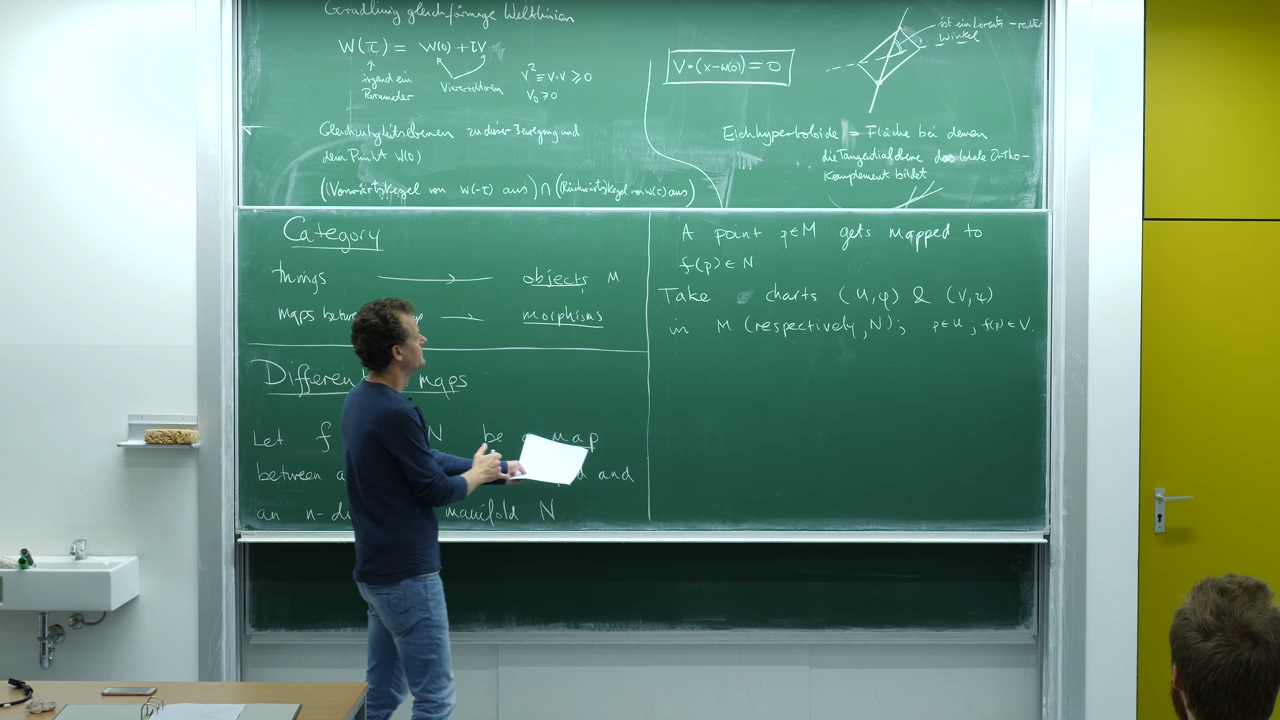 Geradlinig gleichförmige Weltlinien
W(τ) = w(0) + τV
irgend ein
Parameter
Vierervektoren
V² = V·V ≥ 0
V₀ ≥ 0
Gleichzeitigkeitsebenen zu dieser Bewegung und
dem Punkt W(0)
(Vorwärtskegel von W(-τ) aus) ∩ (Rückwärtskegel von W(τ) aus)
V•(x-w(0)) = 0
ist ein Lorentz-rechter
Winkel
Eichhyperboloide = Fläche bei denen
die Tangentialebene das lokale Ortho-
Komplement bildet
Category
things → objects M
maps → morphisms
Differen maps
Let f N be a map
between and
an n- manifold N
A point p∈M gets mapped to
f(p) ∈ N
Take charts (U,φ) & (V,ψ)
in M (respectively, N); p∈U, f(p)∈V.